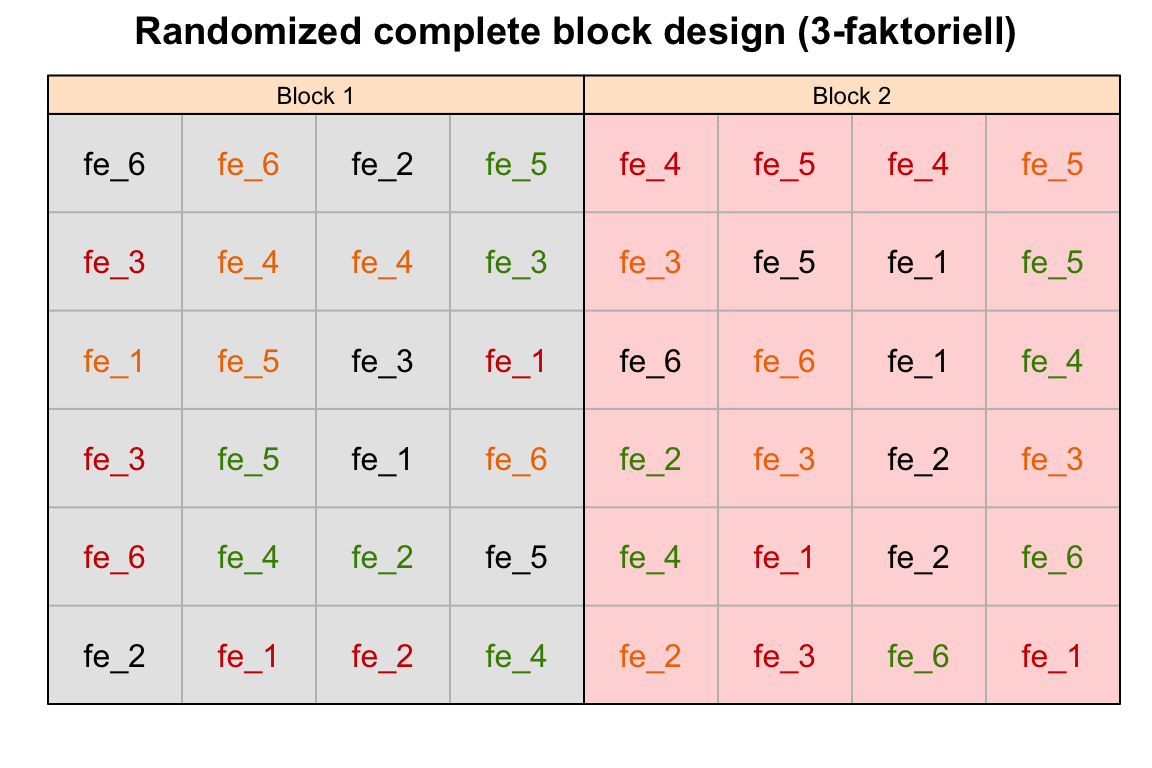 Randomized complete block design (3-faktoriell)
Block 1 Block 2
fe_6 fe_6 fe_2 fe_5 fe_4 fe_5 fe_4 fe_5
fe_3 fe_4 fe_4 fe_3 fe_3 fe_5 fe_1 fe_5
fe_1 fe_5 fe_3 fe_1 fe_6 fe_6 fe_1 fe_4
fe_3 fe_5 fe_1 fe_6 fe_2 fe_3 fe_2 fe_3
fe_6 fe_4 fe_2 fe_5 fe_4 fe_1 fe_2 fe_6
fe_2 fe_1 fe_2 fe_4 fe_2 fe_3 fe_6 fe_1